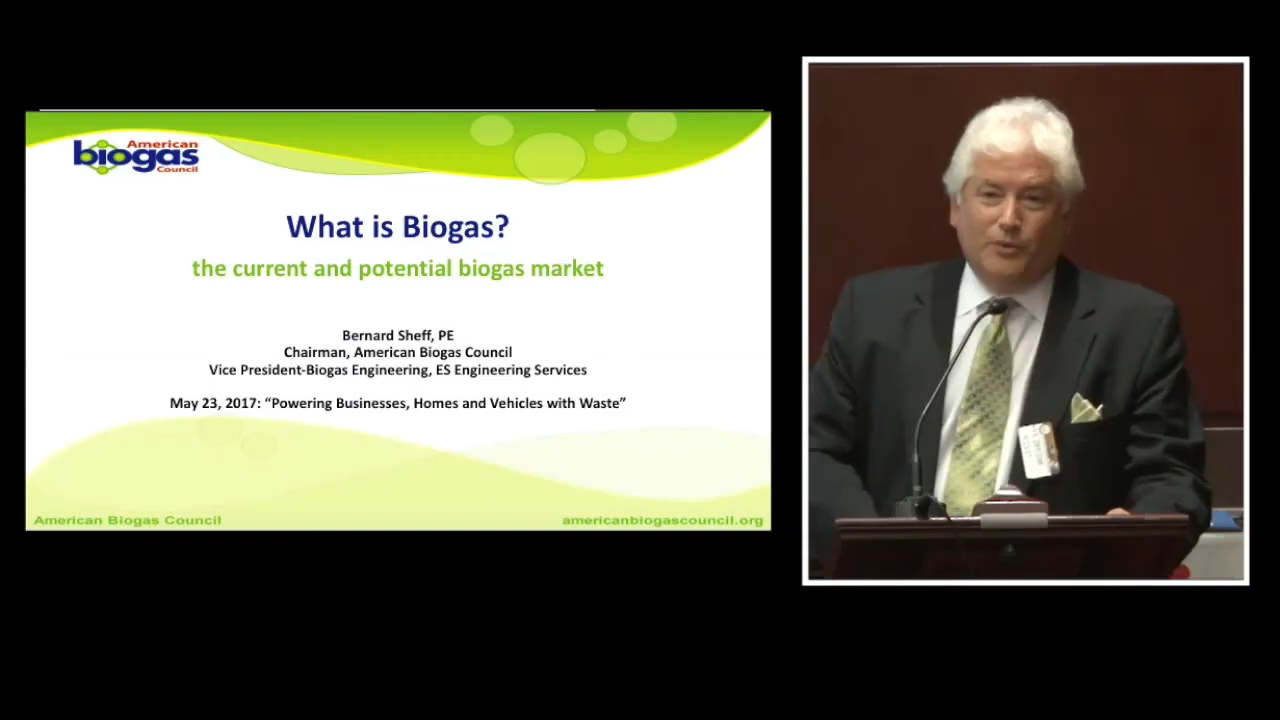 American
biogas
Council
What is Biogas?
the current and potential biogas market
Bernard Sheff, PE
Chairman, American Biogas Council
Vice President-Biogas Engineering, ES Engineering Services
May 23, 2017: “Powering Businesses, Homes and Vehicles with Waste”
American Biogas Council
americanbiogascouncil.org